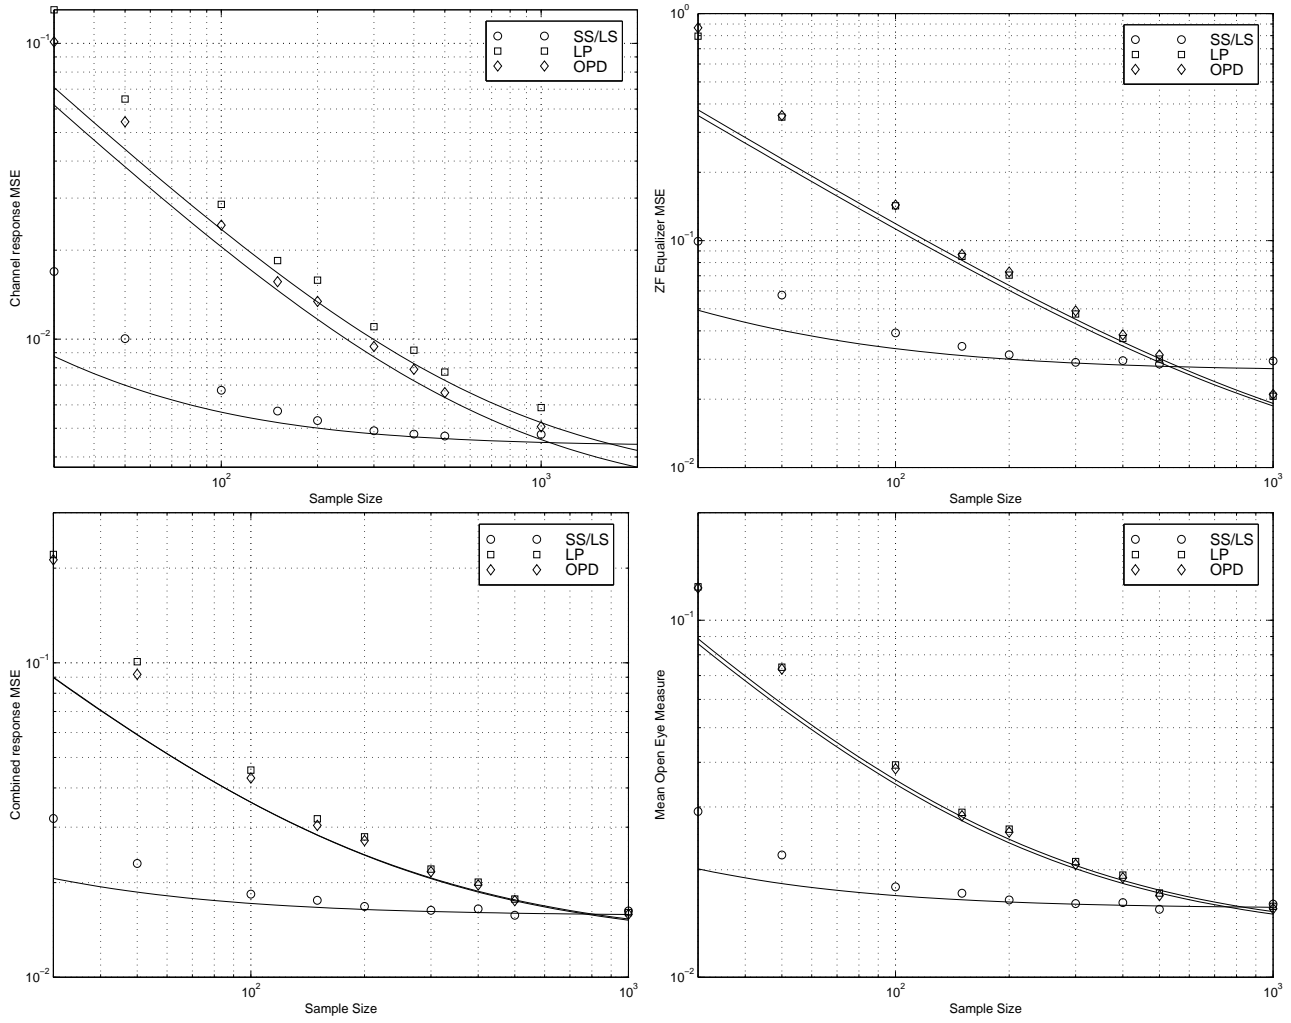 10^-1
10^-2
10^2
10^3
Channel response MSE
Sample Size
SS/LS
LP
OPD
10^0
10^-1
10^-2
10^2
10^3
ZF Equalizer MSE
Sample Size
SS/LS
LP
OPD
10^-1
10^-2
10^2
10^3
Combined response MSE
Sample Size
SS/LS
LP
OPD
10^-1
10^-2
10^2
10^3
Mean Open Eye Measure
Sample Size
SS/LS
LP
OPD